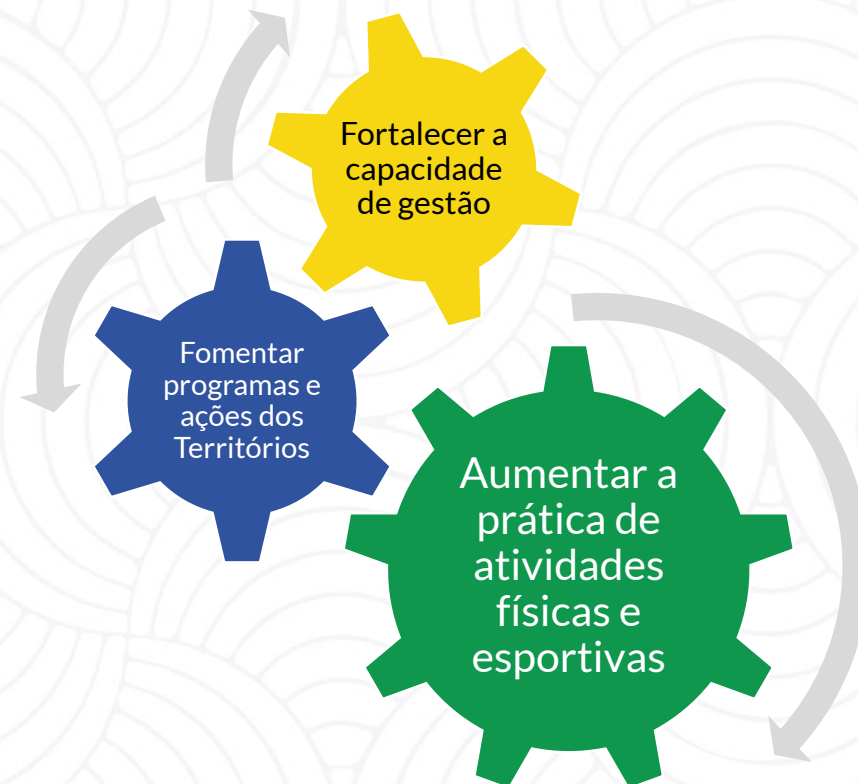 Fortalecer a
capacidade
de gestão
Fomentar
programas e
ações dos
Territórios
Aumentar a
prática de
atividades
físicas e
esportivas